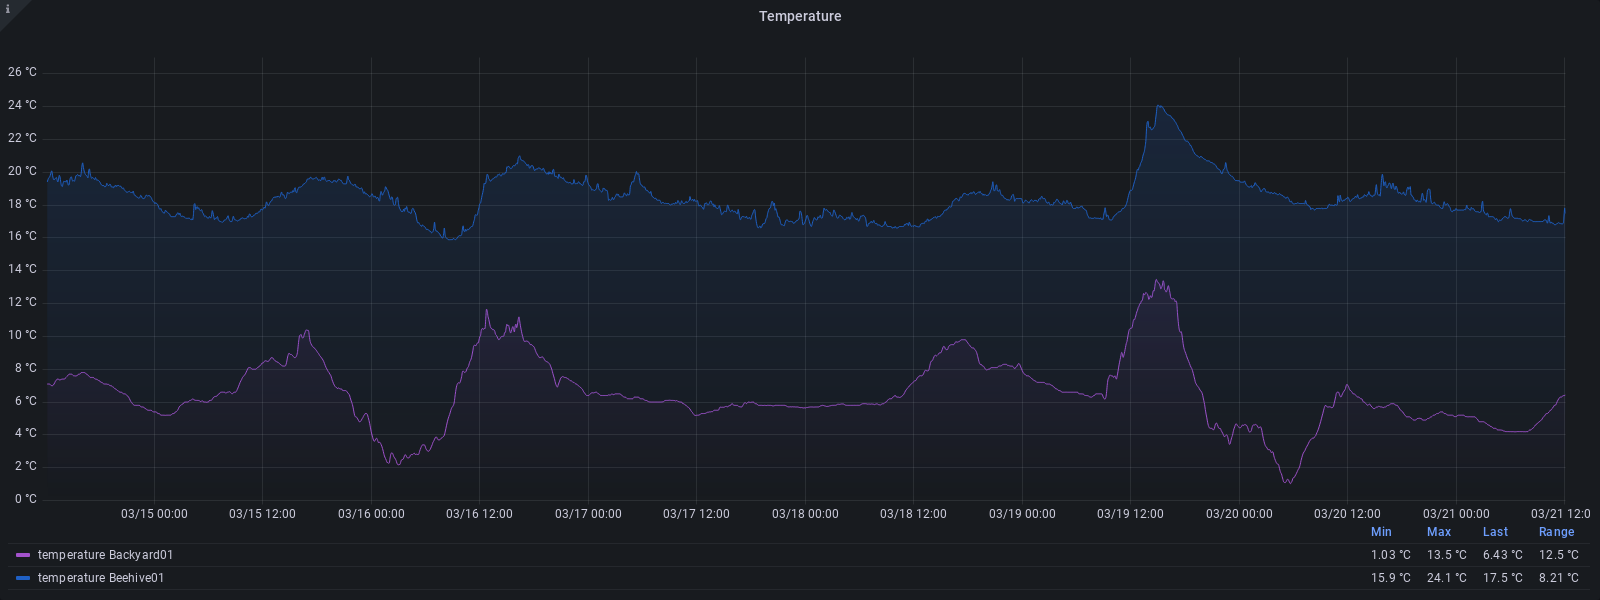 i
Temperature
26 °C
24 °C
22 °C
20 °C
18 °C
16 °C
14 °C
12 °C
10 °C
8 °C
6 °C
4 °C
2 °C
0 °C
03/15 00:00 03/15 12:00 03/16 00:00 03/16 12:00 03/17 00:00 03/17 12:00 03/18 00:00 03/18 12:00 03/19 00:00 03/19 12:00 03/20 00:00 03/20 12:00 03/21 00:00 03/21 12:0
Min Max Last Range
temperature Backyard01 1.03 °C 13.5 °C 6.43 °C 12.5 °C
temperature Beehive01 15.9 °C 24.1 °C 17.5 °C 8.21 °C